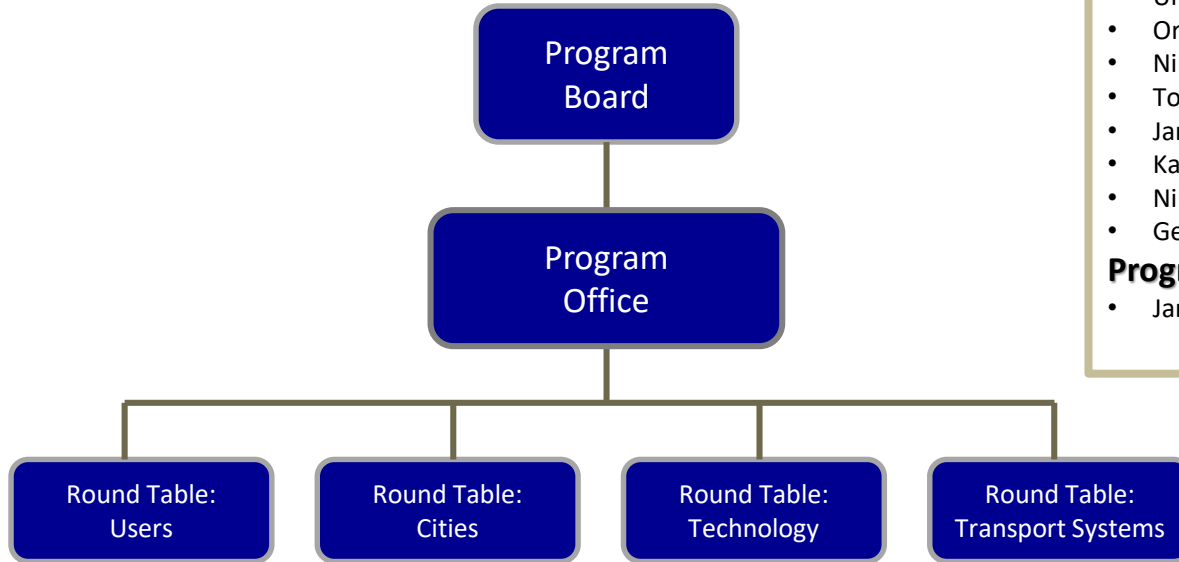 Program
Board
Program
Office
Round Table:
Users
Round Table:
Cities
Round Table:
Technology
Round Table:
Transport Systems